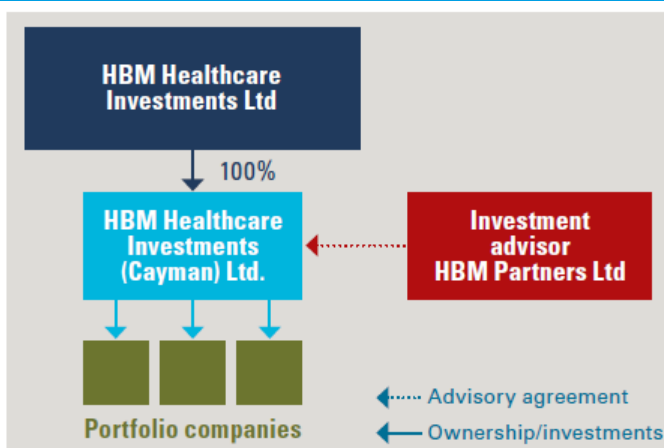 HBM Healthcare
Investments Ltd
100%
HBM Healthcare
Investments
(Cayman) Ltd.
Investment
advisor
HBM Partners Ltd
Portfolio companies
Advisory agreement
Ownership/investments